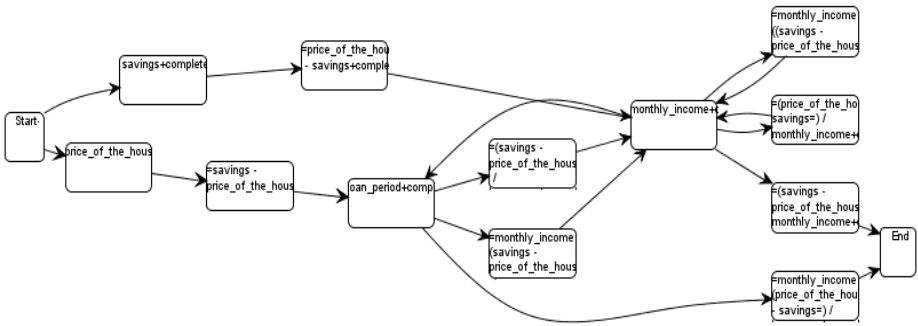 Start
savings+complete
price_of_the_hous
=price_of_the_hou
- savings+comple
=savings -
price_of_the_hous
oan_period+comp
=(savings -
price_of_the_hous
/
=monthly_income
(savings -
price_of_the_hous
monthly_income+c
=monthly_income
((savings -
price_of_the_hous
=(price_of_the_ho
savings=) /
monthly_income+c
=(savings -
price_of_the_hous
monthly_income+c
=monthly_income
(price_of_the_hou
- savings=) /
End